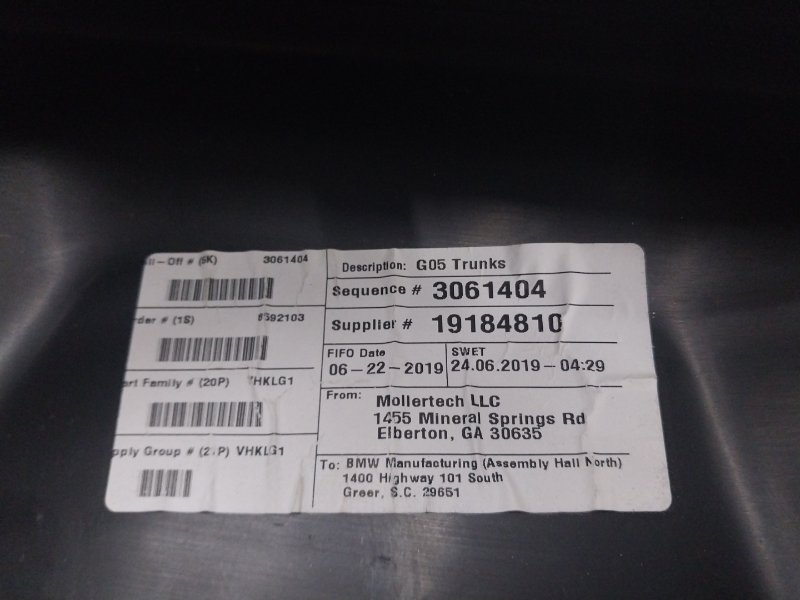 ll-Off # (5K) 3061404
rder # (1S) 8692103
art Family # (20P) VHKLG1
pply Group # (21P) VHKLG1
Description: G05 Trunks
Sequence # 3061404
Supplier # 19184810
FIFO Date
06-22-2019
SWET
24.06.2019-04:29
From: Mollertech LLC
1455 Mineral Springs Rd
Elberton, GA 30635
To: BMW Manufacturing (Assembly Hall North)
1400 Highway 101 South
Greer, S.C. 29651